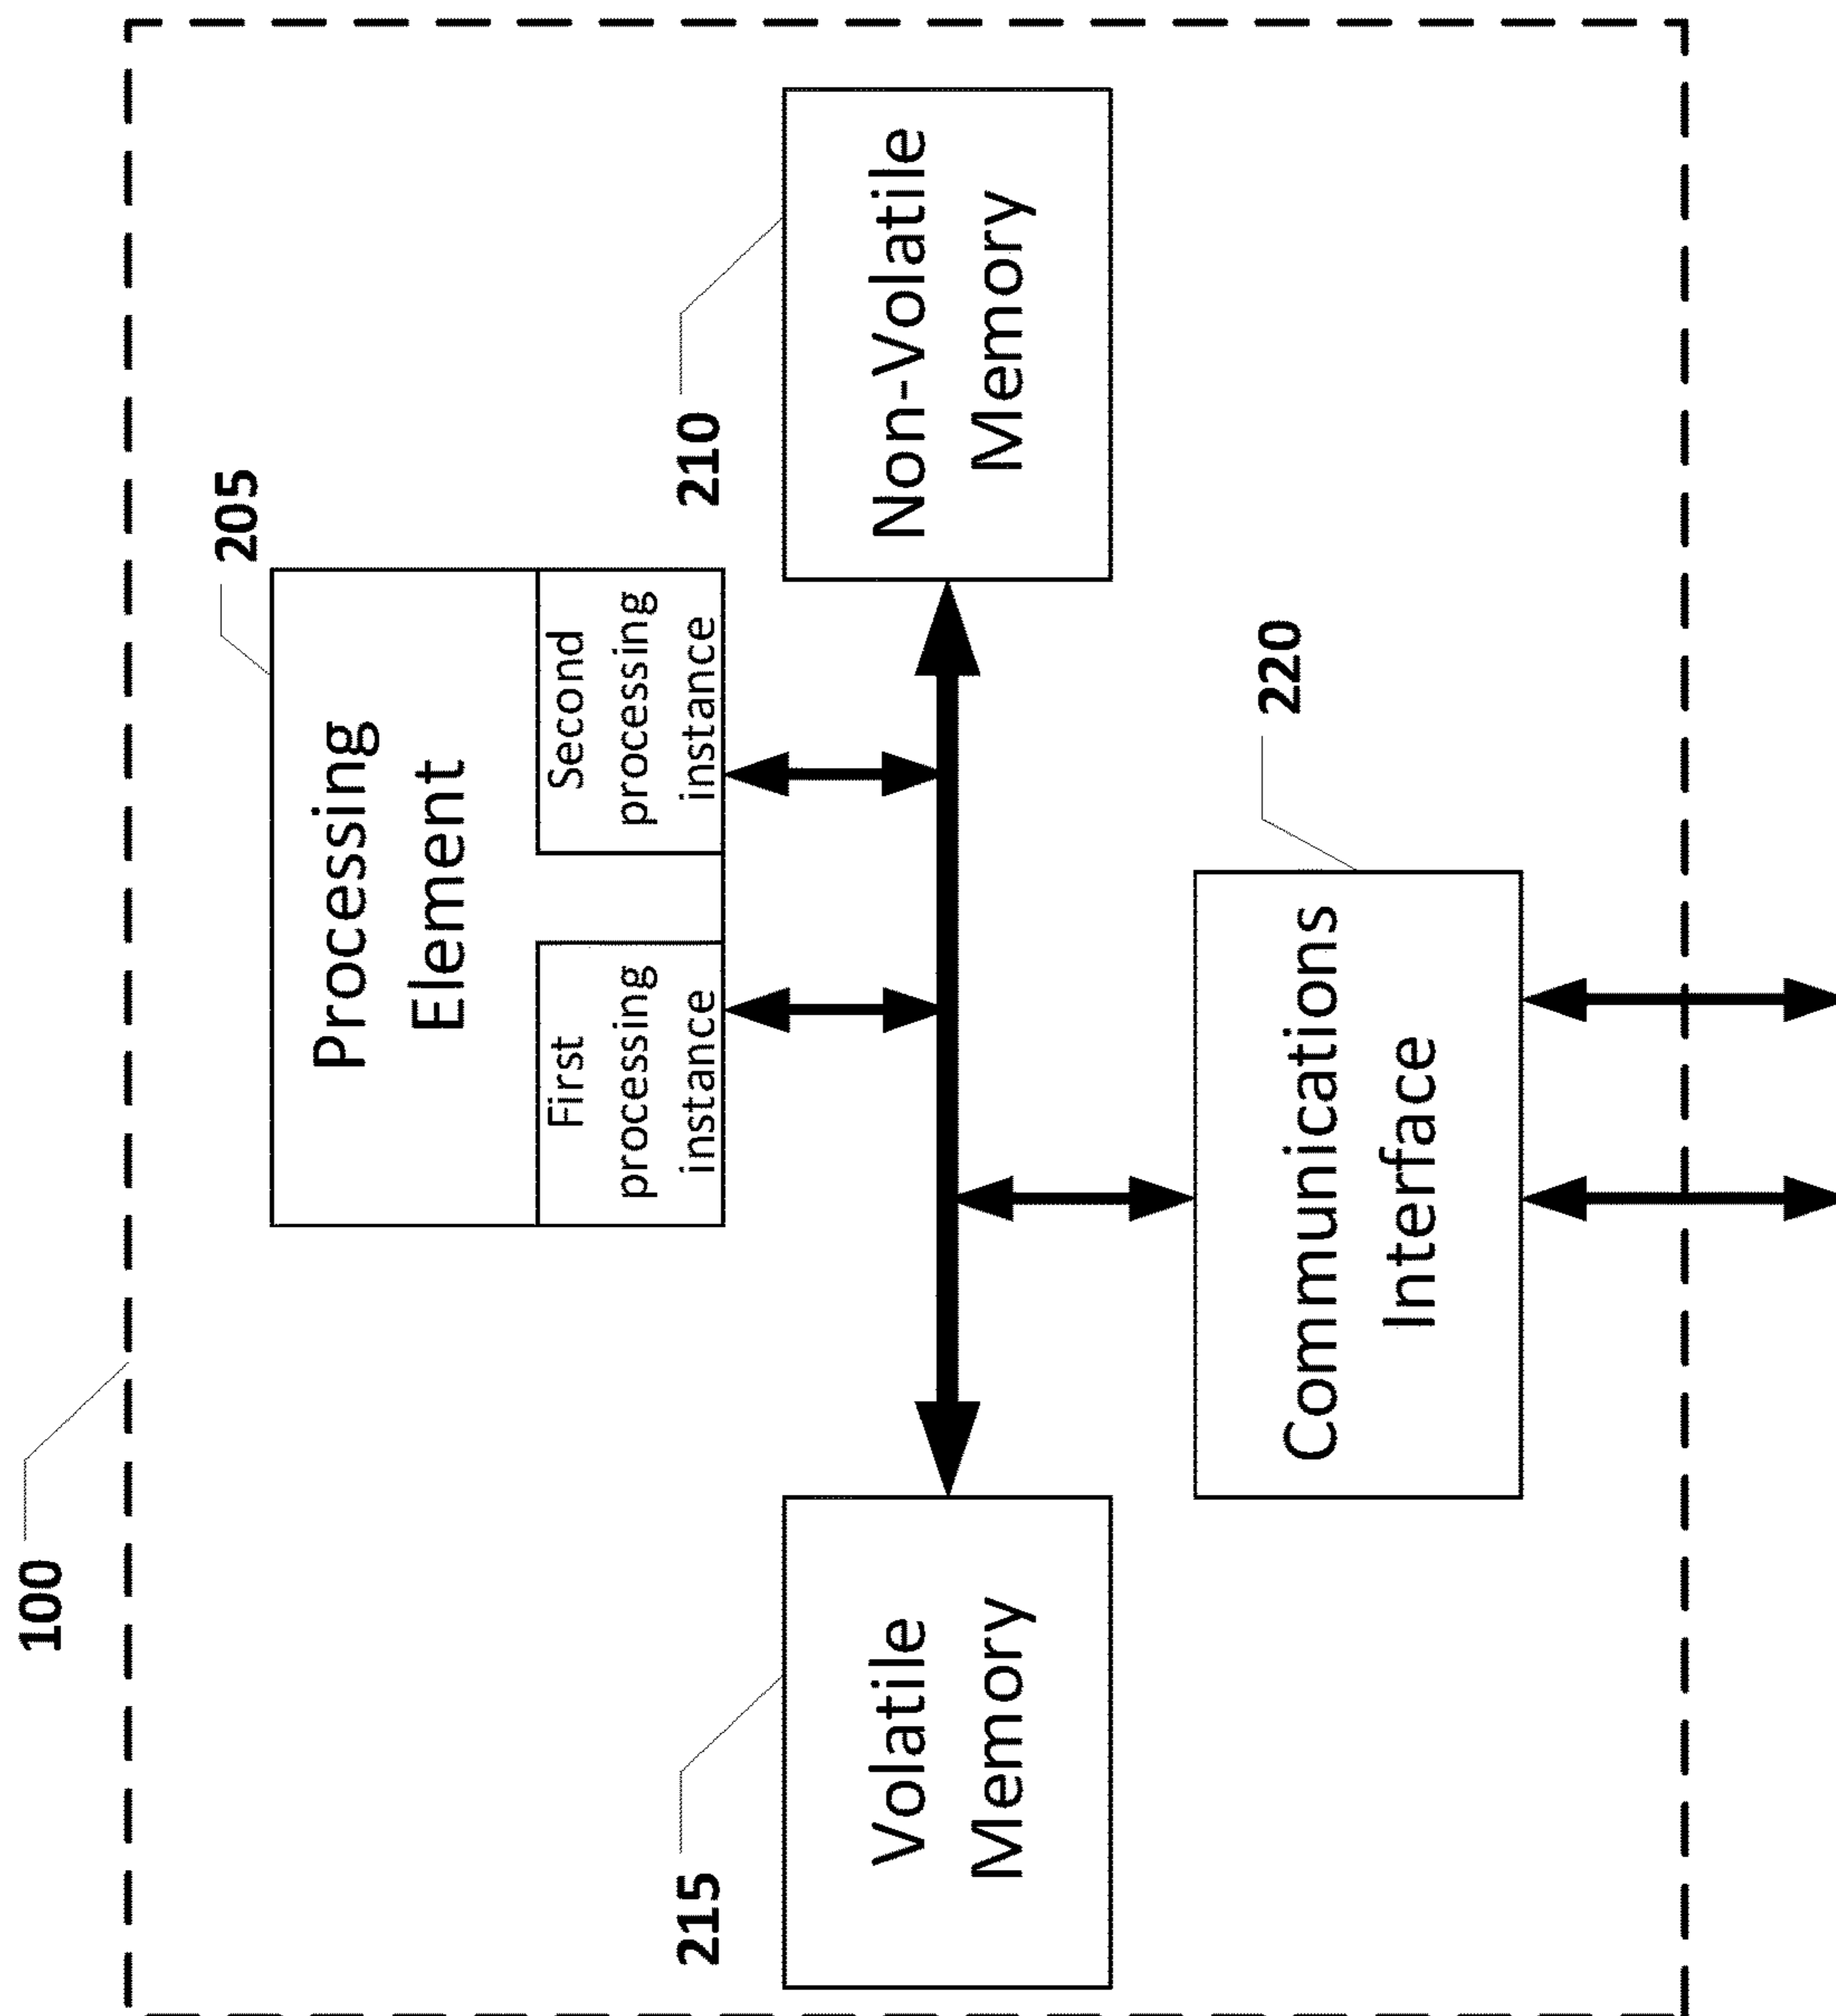 100
205
Processing
Element
First
processing
instance
Second
processing
instance
215
Volatile
Memory
210
Non-Volatile
Memory
220
Communications
Interface